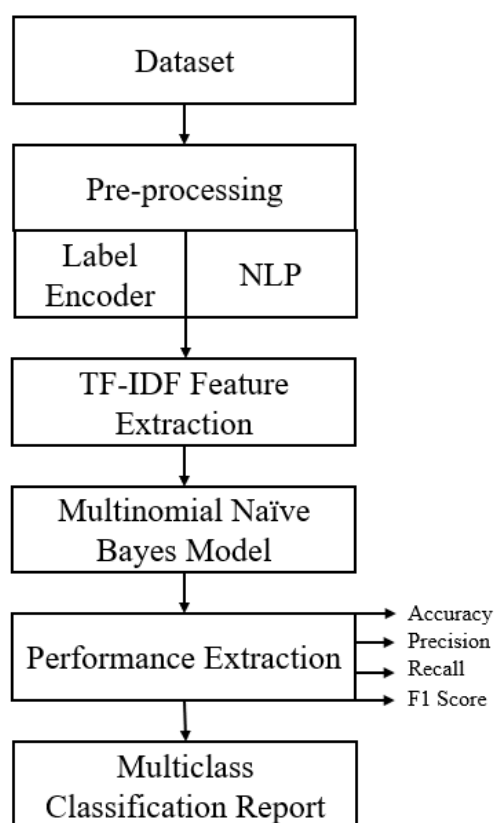 Dataset
Pre-processing
Label
Encoder
NLP
TF-IDF Feature
Extraction
Multinomial Naïve
Bayes Model
Performance Extraction
Accuracy
Precision
Recall
F1 Score
Multiclass
Classification Report